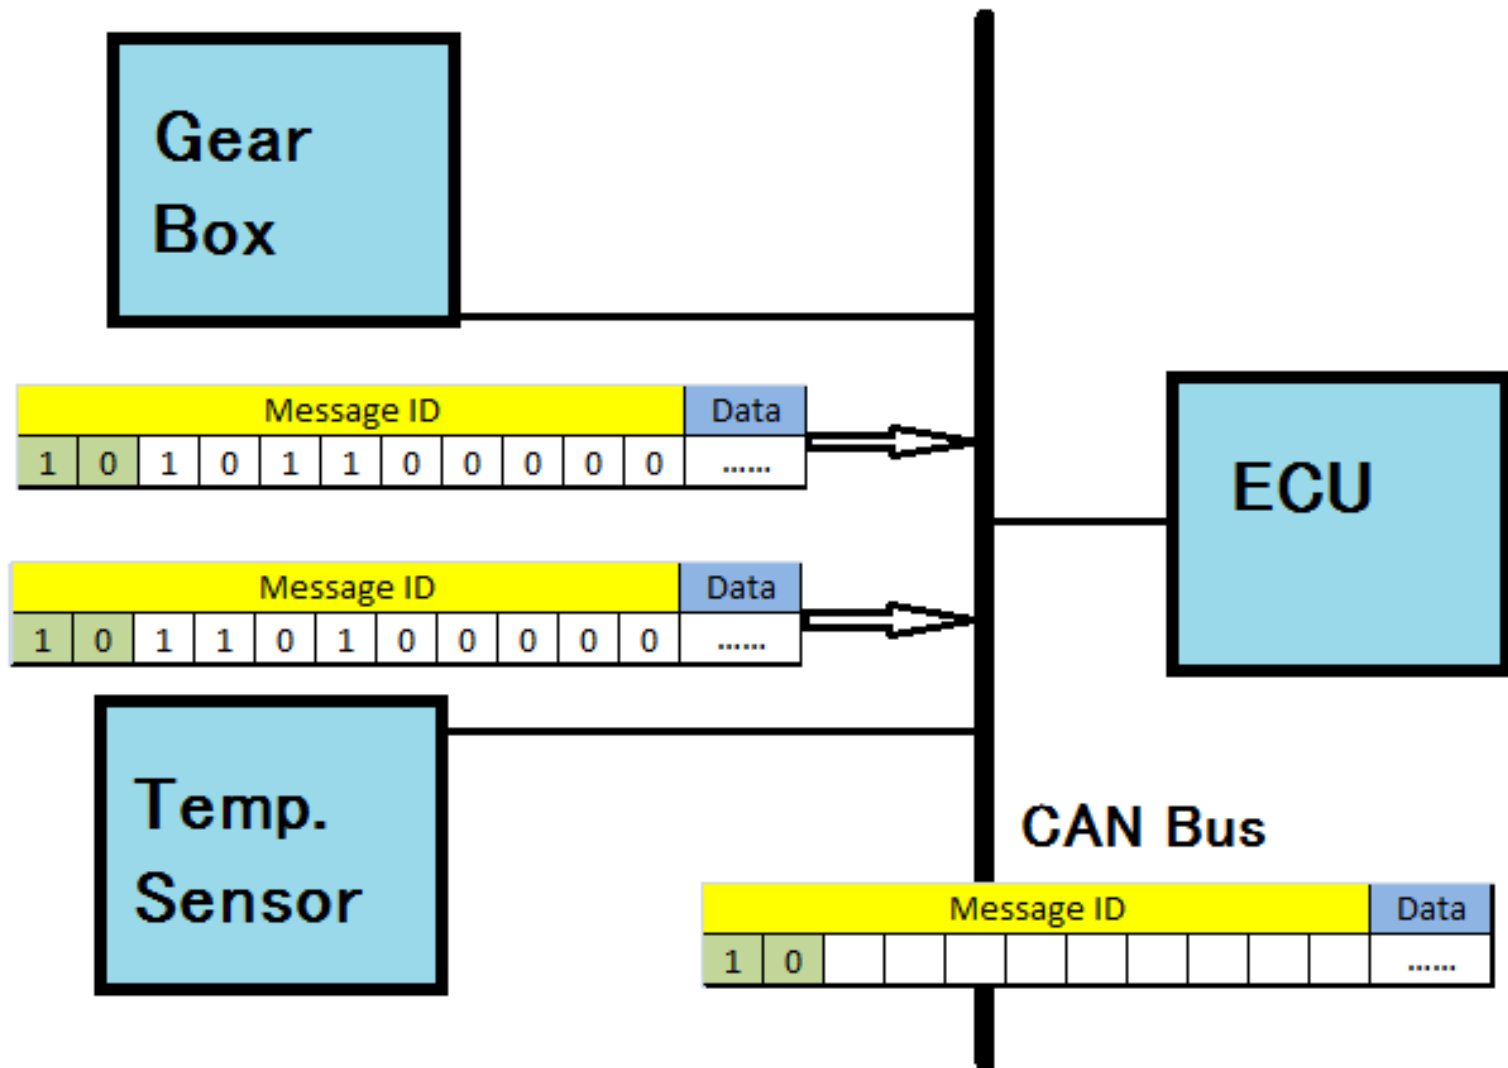 Gear
Box
Message ID Data
1 0 1 0 1 1 0 0 0 0 0 ......
ECU
Message ID Data
1 0 1 1 0 1 0 0 0 0 0 ......
Temp.
Sensor
CAN Bus
Message ID Data
1 0 ......